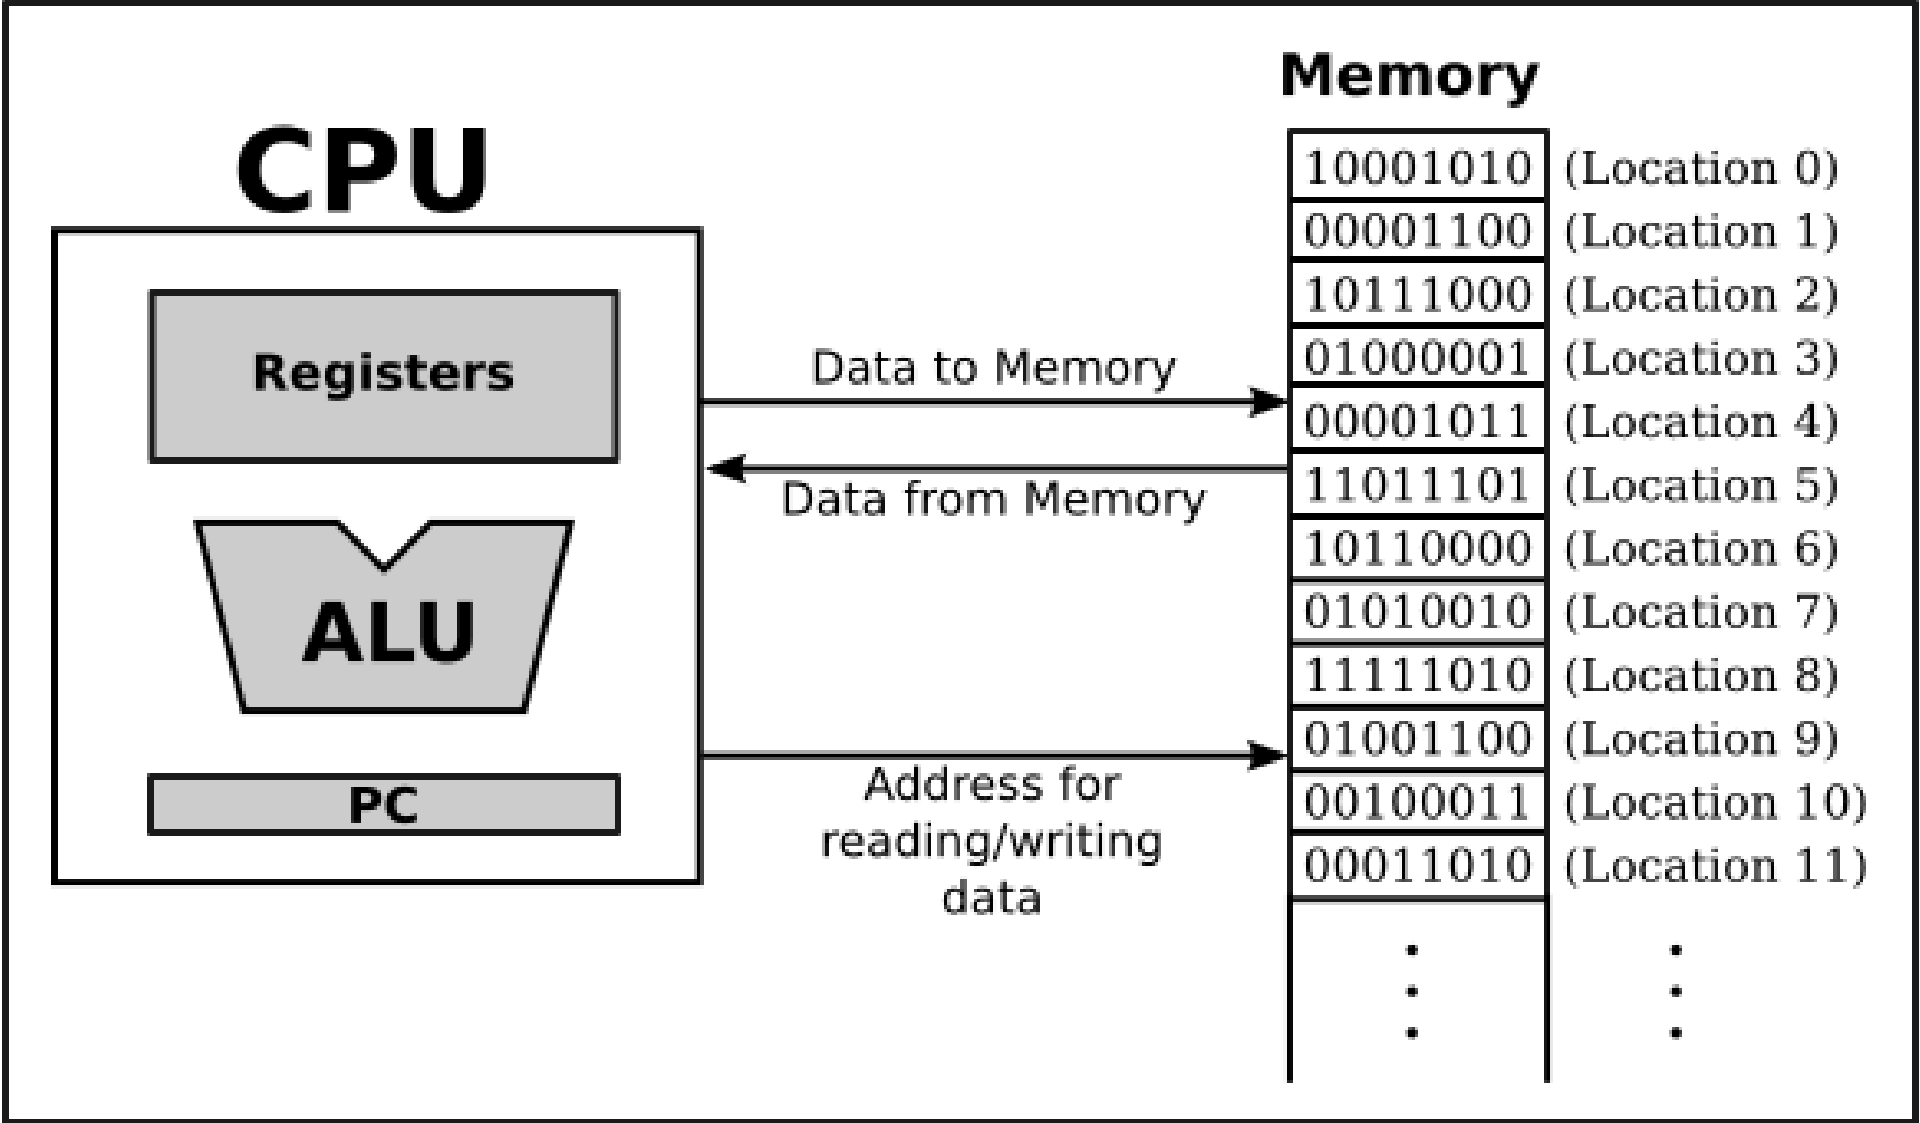 CPU
Registers
ALU
PC
Data to Memory
Data from Memory
Address for
reading/writing
data
Memory
10001010 (Location 0)
00001100 (Location 1)
10111000 (Location 2)
01000001 (Location 3)
00001011 (Location 4)
11011101 (Location 5)
10110000 (Location 6)
01010010 (Location 7)
11111010 (Location 8)
01001100 (Location 9)
00100011 (Location 10)
00011010 (Location 11)